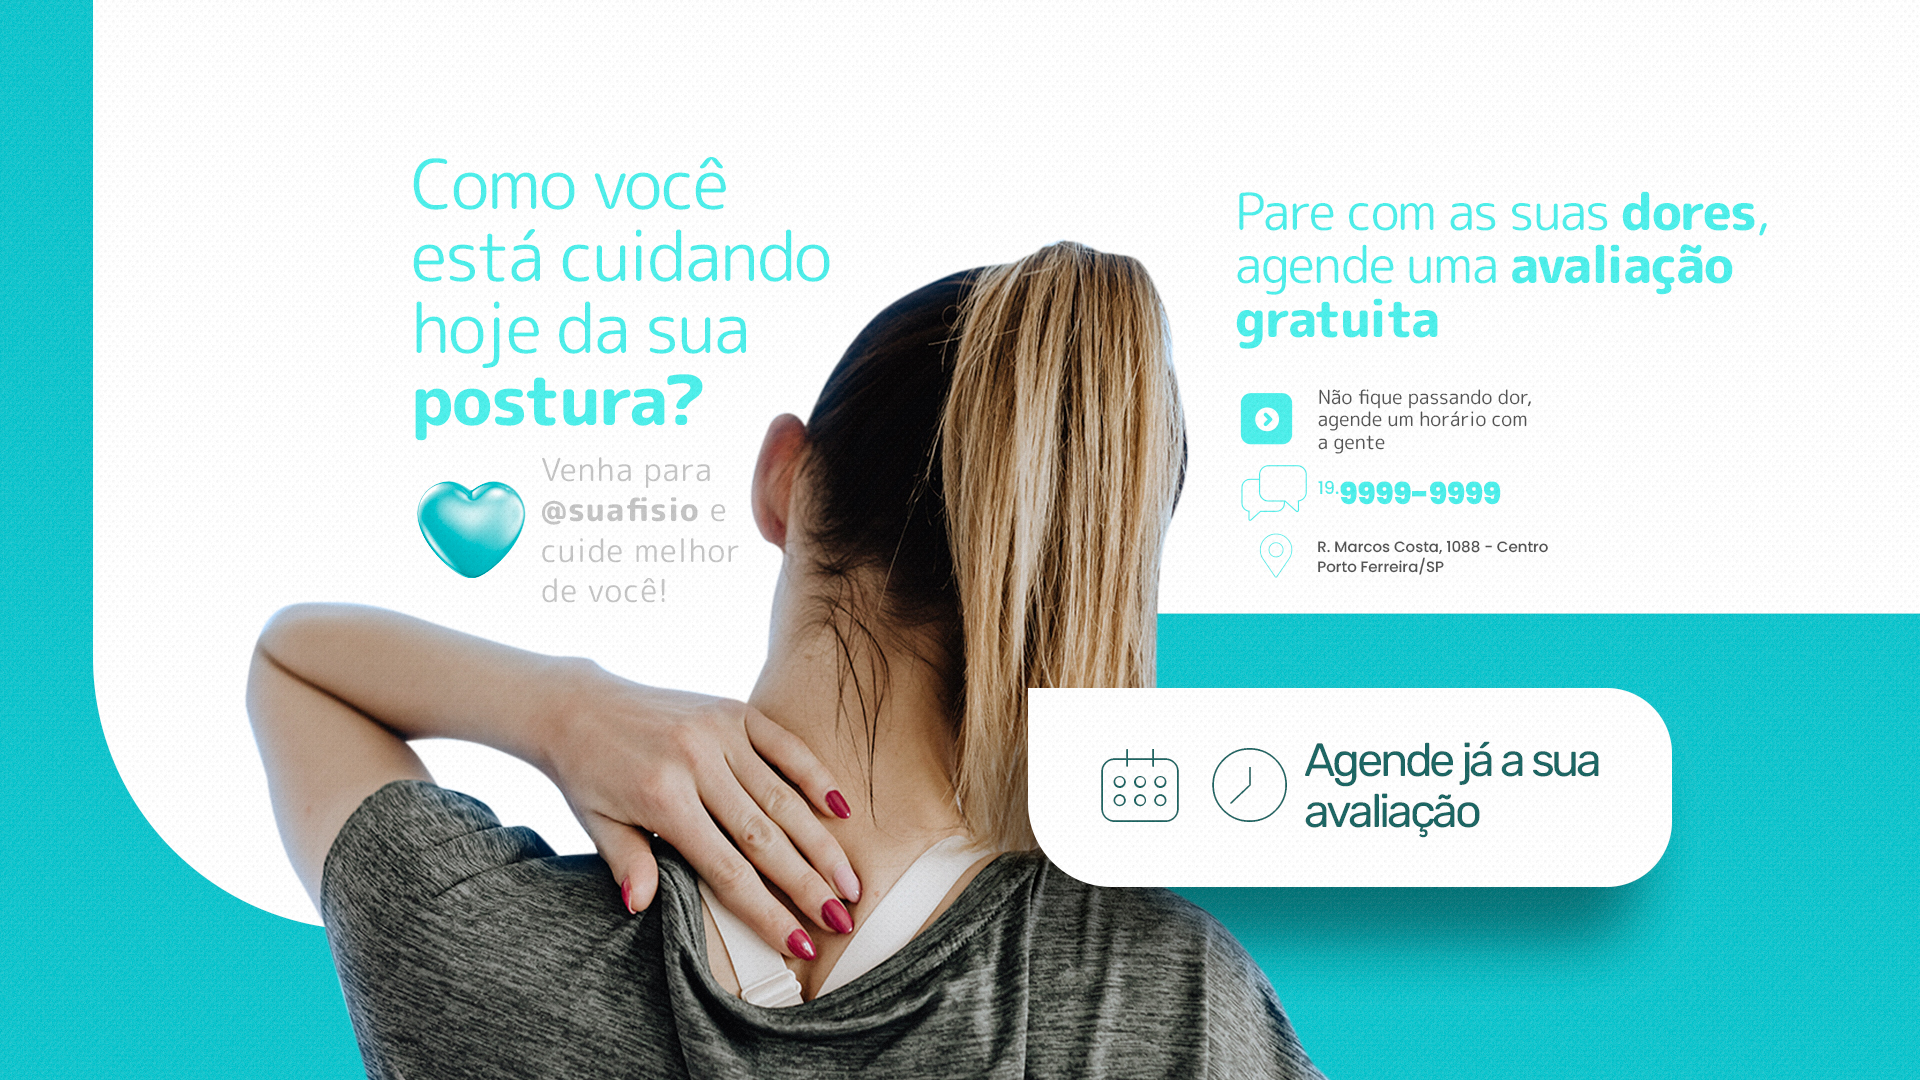 Como você
está cuidando
hoje da sua
postura?
Venha para
@suafisio e
cuide melhor
de você!
Pare com as suas dores,
agende uma avaliação
gratuita
Não fique passando dor,
agende um horário com
a gente
19.9999-9999
R. Marcos Costa, 1088 - Centro
Porto Ferreira/SP
Agende já a sua
avaliação